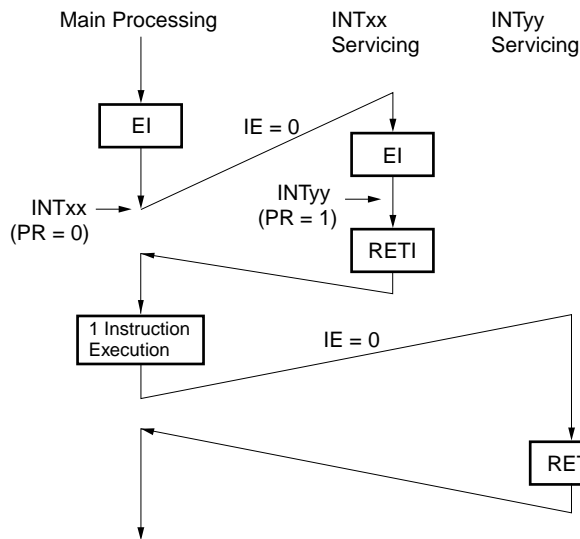 Main Processing
INTxx
Servicing
INTyy
Servicing
EI
IE = 0
EI
INTxx
(PR = 0)
INTyy
(PR = 1)
RETI
1 Instruction
Execution
IE = 0
RET